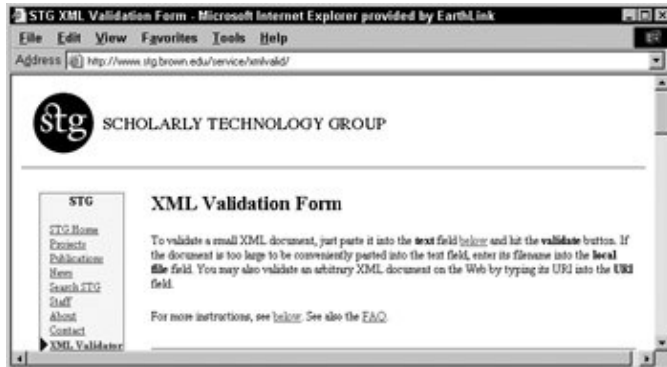 STG XML Validation Form - Microsoft Internet Explorer provided by EarthLink
File Edit View Favorites Tools Help
Address http://www.stg.brown.edu/service/xmlvalid/
stg SCHOLARLY TECHNOLOGY GROUP
STG
STG Home
Projects
Publications
News
Search STG
Staff
About
Contact
XML Validator
XML Validation Form
To validate a small XML document, just paste it into the text field below and hit the validate button. If
the document is too large to be conveniently pasted into the text field, enter its filename into the local
file field. You may also validate an arbitrary XML document on the Web by typing its URI into the URI
field.
For more instructions, see below. See also the FAQ.